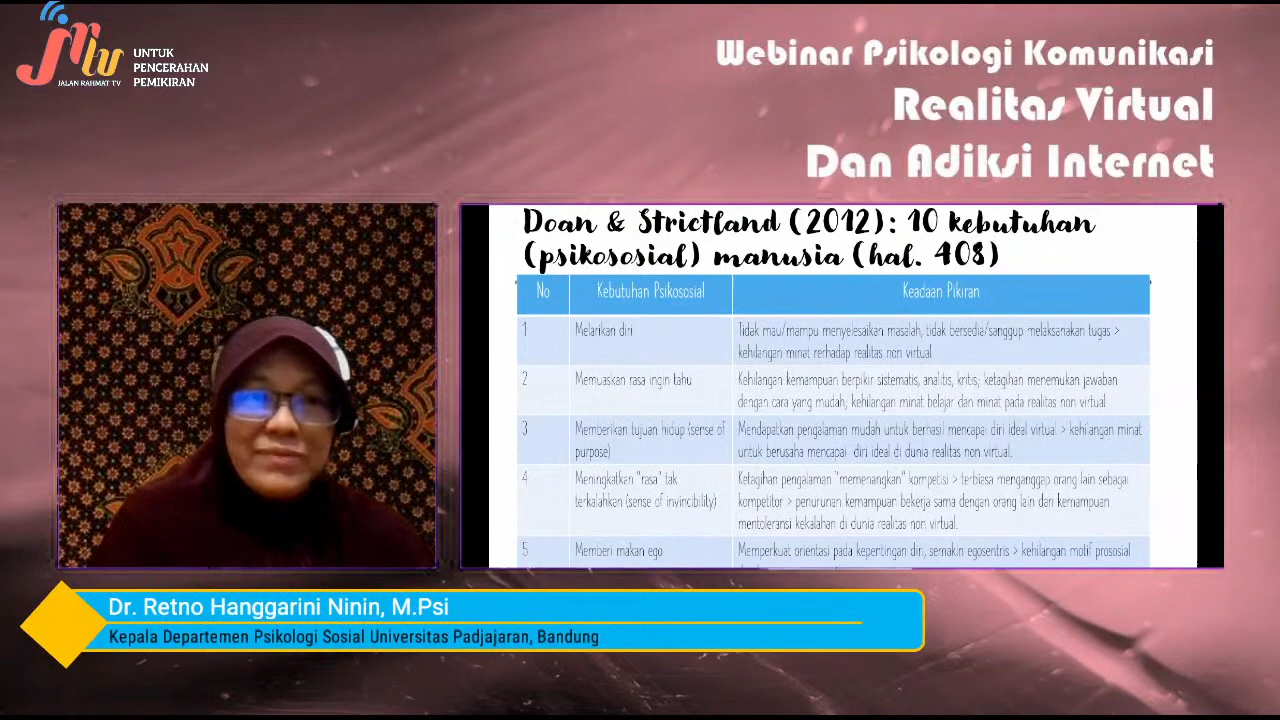 jrtv
JALAN RAHMAT TV
UNTUK
PENCERAHAN
PEMIKIRAN
Webinar Psikologi Komunikasi
Realitas Virtual
Dan Adiksi Internet
Doan & Strictland (2012): 10 kebutuhan
(psikososial) manusia (hal. 408)
No Kebutuhan Psikososial Keadaan Pikiran
1 Melarikan diri Tidak mau/mampu menyelesaikan masalah, tidak bersedia/sanggup melaksanakan tugas >
kehilangan minat rerhadap realitas non virtual
2 Memuaskan rasa ingin tahu Kehilangan kemampuan berpikir sistematis, analitis, kritis; ketagihan menemukan jawaban
dengan cara yang mudah; kehilangan minat belajar dan minat pada realitas non virtual
3 Memberikan tujuan hidup (sense of Mendapatkan pengalaman mudah untuk berhasil mencapai diri ideal virtual > kehilangan minat
purpose) untuk berusaha mencapai diri ideal di dunia realitas non virtual.
4 Meningkatkan "rasa" tak Ketagihan pengalaman "memenangkan" kompetisi > terbiasa menganggap orang lain sebagai
terkalahkan (sense of invincibility) kompetitor > penurunan kemampuan bekerja sama dengan orang lain dan kemampuan
mentoleransi kekalahan di dunia realitas non virtual.
5 Memberi makan ego Memperkuat orientasi pada kepentingan diri, semakin egosentris > kehilangan motif prososial
Dr. Retno Hanggarini Ninin, M.Psi
Kepala Departemen Psikologi Sosial Universitas Padjajaran, Bandung